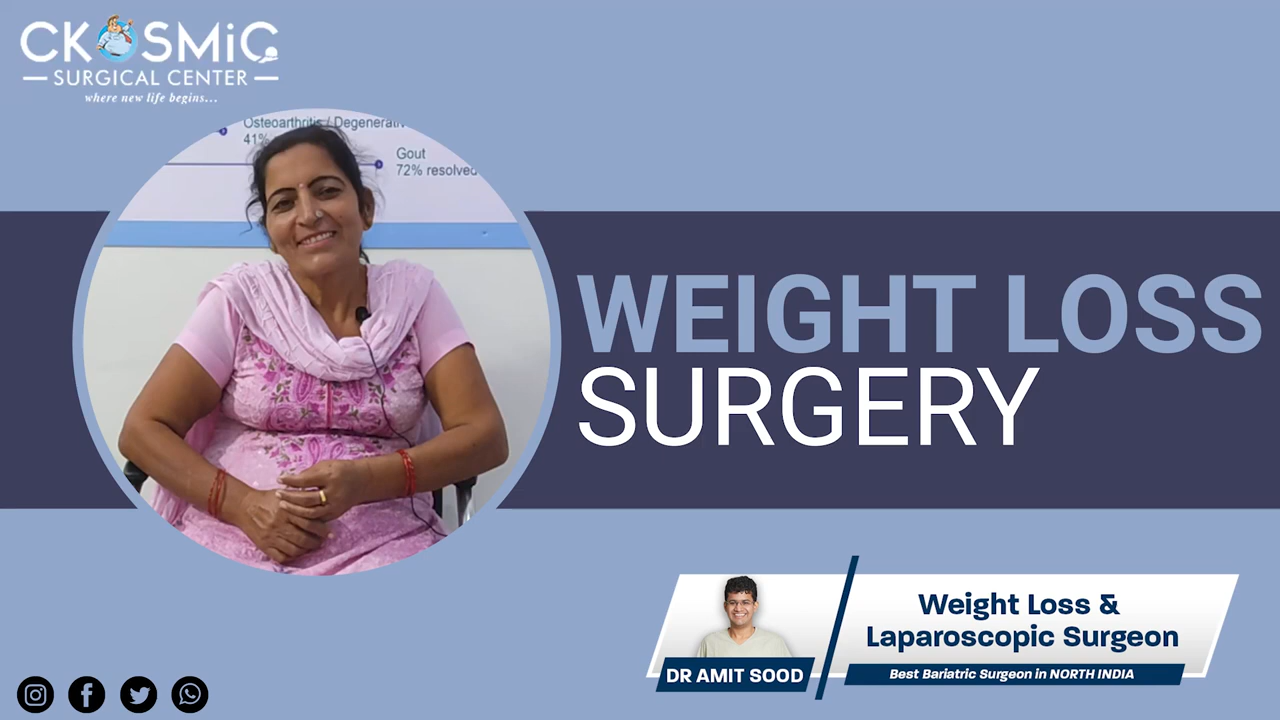 CKOSMiC
SURGICAL CENTER
where new life begins...
Osteoarthritis /
41%
Gout
72% resolved
WEIGHT LOSS
SURGERY
Weight Loss &
Laparoscopic Surgeon
DR AMIT SOOD
Best Bariatric Surgeon in NORTH INDIA